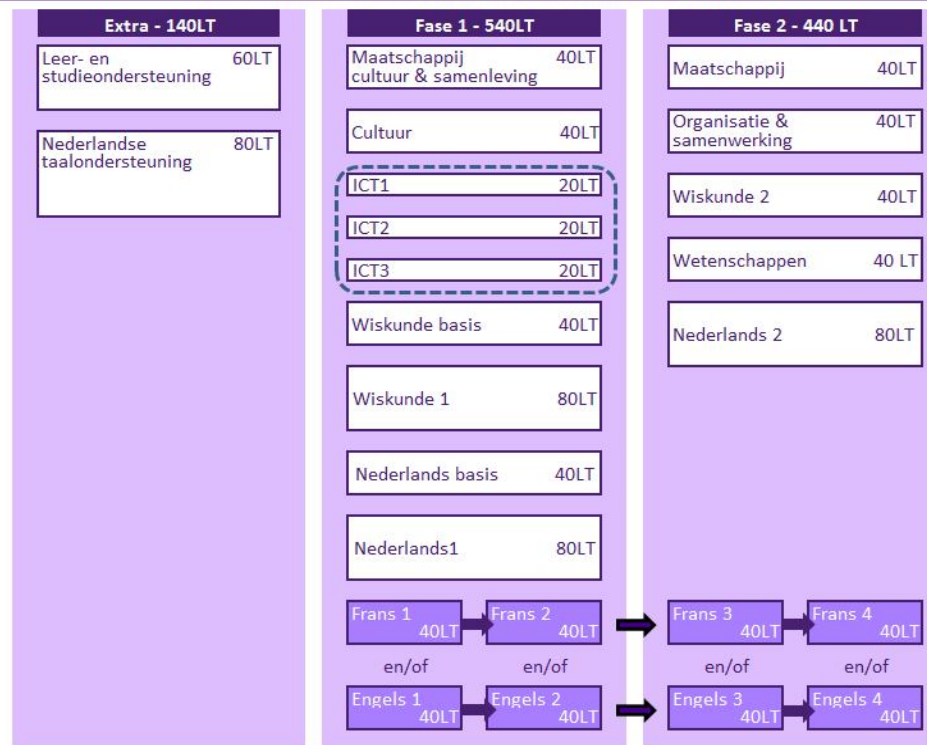 Extra - 140LT
Leer- en 60LT
studieondersteuning
Nederlandse 80LT
taalondersteuning
Fase 1 - 540LT
Maatschappij 40LT
cultuur & samenleving
Cultuur 40LT
ICT1 20LT
ICT2 20LT
ICT3 20LT
Wiskunde basis 40LT
Wiskunde 1 80LT
Nederlands basis 40LT
Nederlands1 80LT
Frans 1 Frans 2
40LT 40LT
en/of en/of
Engels 1 Engels 2
40LT 40LT
Fase 2 - 440 LT
Maatschappij 40LT
Organisatie & 40LT
samenwerking
Wiskunde 2 40LT
Wetenschappen 40 LT
Nederlands 2 80LT
Frans 3 Frans 4
40LT 40LT
en/of en/of
Engels 3 Engels 4
40LT 40LT